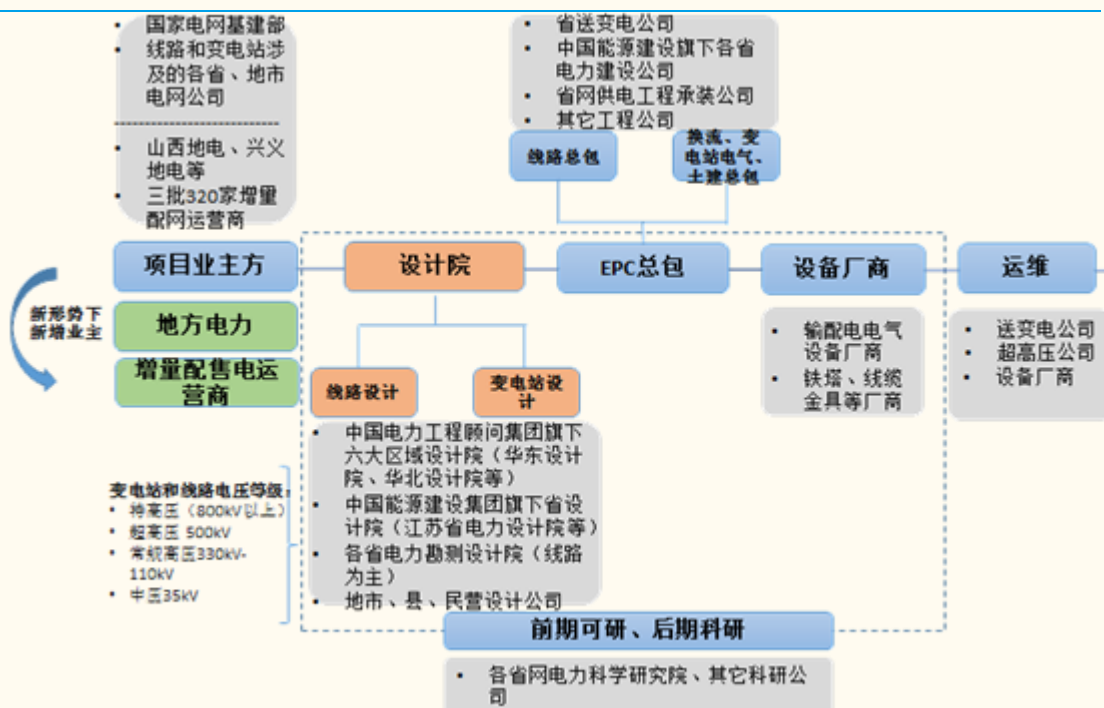 国家电网基建部
线路和变电站涉
及的各省、地市
电网公司
山西地电、兴义
地电等
三批320家增量
配网运营商
省送变电公司
中国能源建设旗下各省
电力建设公司
省网供电工程承装公司
其它工程公司
线路总包
换流、变
电站电气、
土建总包
项目业主方
设计院
EPC总包
设备厂商
运维
新形势下
新增业主
地方电力
增量配售电运
营商
线路设计
变电站设
计
输配电电气
设备厂商
铁塔、线缆
金具等厂商
送变电公司
超高压公司
设备厂商
中国电力工程顾问集团旗下
六大区域设计院（华东设计
院、华北设计院等）
中国能源建设集团旗下省设
计院（江苏省电力设计院等）
各省电力勘测设计院（线路
为主）
地市、县、民营设计公司
变电站和线路电压等级：
特高压（800kV以上）
超高压 500kV
常规高压330kV-
110kV
中压35kV
前期可研、后期科研
各省网电力科学研究院、其它科研公
司